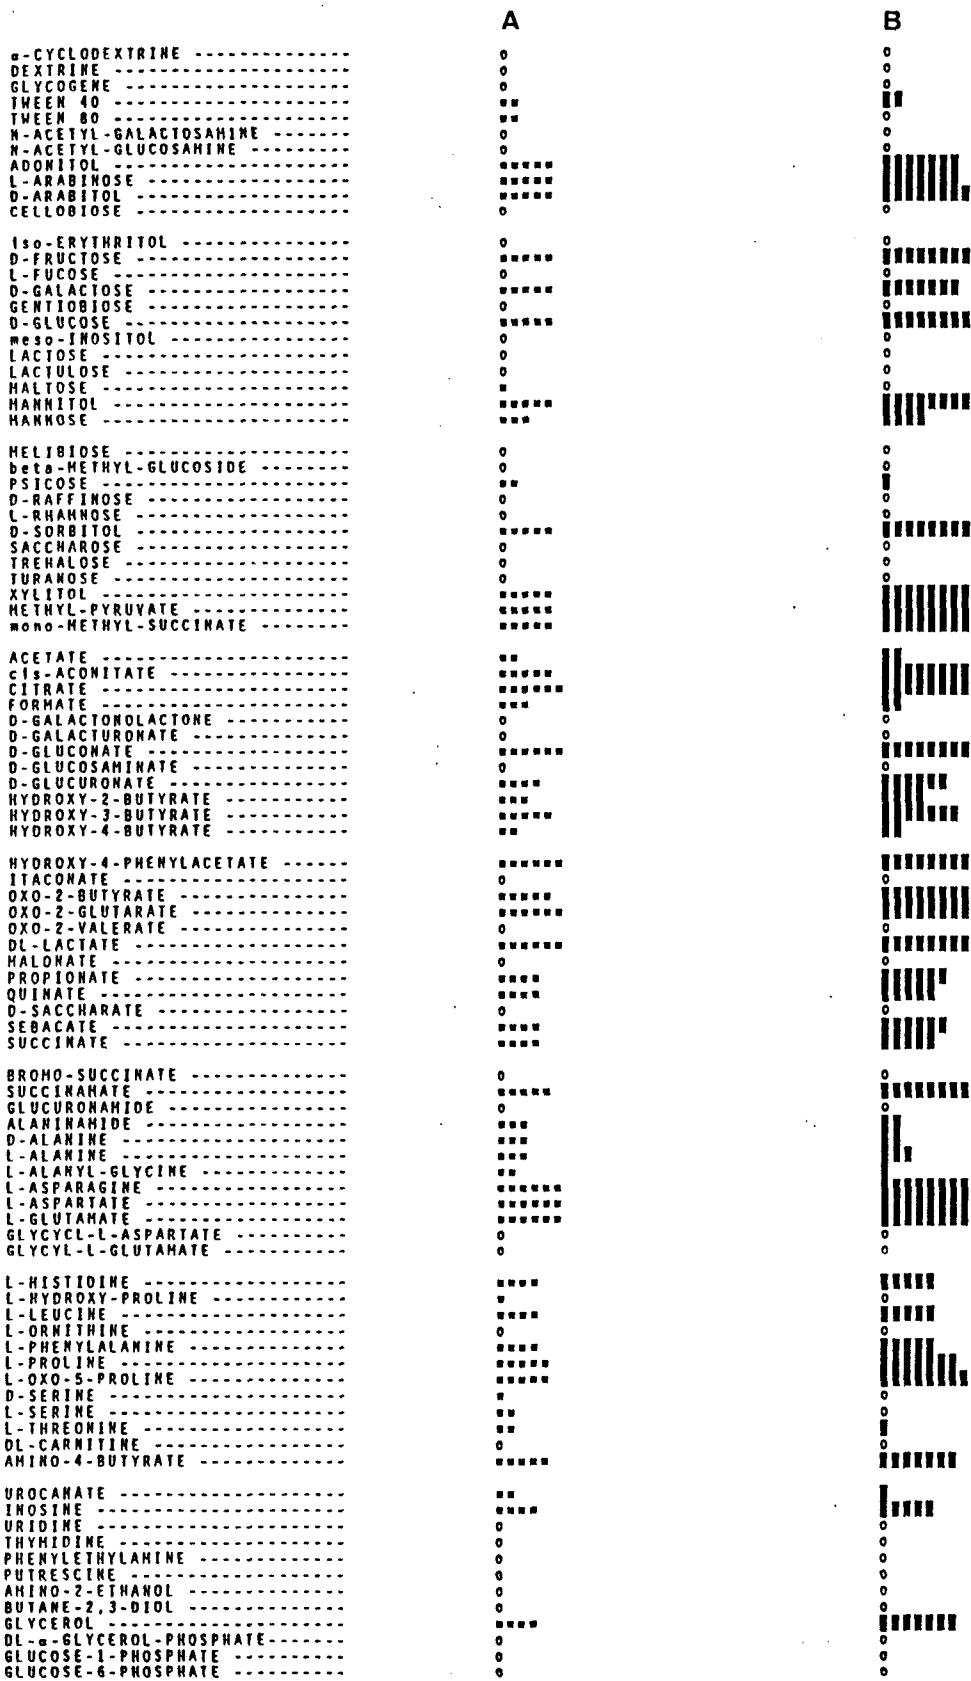 A B
α-CYCLODEXTRINE o o
DEXTRINE o o
GLYCOGENE o o
TWEEN 40
TWEEN 80 o
N-ACETYL-GALACTOSAMINE o o
N-ACETYL-GLUCOSAMINE o o
ADONITOL
L-ARABINOSE
D-ARABITOL
CELLOBIOSE o o
iso-ERYTHRITOL o o
D-FRUCTOSE
L-FUCOSE o o
D-GALACTOSE
GENTIOBIOSE o o
D-GLUCOSE
meso-INOSITOL o o
LACTOSE o o
LACTULOSE o o
MALTOSE o
MANNITOL
MANNOSE
MELIBIOSE o o
beta-METHYL-GLUCOSIDE o o
PSICOSE
D-RAFFINOSE o o
L-RHAMNOSE o o
D-SORBITOL
SACCHAROSE o o
TREHALOSE o o
TURANOSE o o
XYLITOL
METHYL-PYRUVATE
mono-METHYL-SUCCINATE
ACETATE
cis-ACONITATE
CITRATE
FORMATE
D-GALACTONOLACTONE o o
D-GALACTURONATE o o
D-GLUCONATE
D-GLUCOSAMINATE o o
D-GLUCURONATE
HYDROXY-2-BUTYRATE
HYDROXY-3-BUTYRATE
HYDROXY-4-BUTYRATE
HYDROXY-4-PHENYLACETATE
ITACONATE o o
OXO-2-BUTYRATE
OXO-2-GLUTARATE
OXO-2-VALERATE o o
DL-LACTATE
MALONATE o o
PROPIONATE
QUINATE
D-SACCHARATE o o
SEBACATE
SUCCINATE
BROMO-SUCCINATE o o
SUCCINAMATE
GLUCURONAMIDE o o
ALANINAMIDE
D-ALANINE
L-ALANINE
L-ALANYL-GLYCINE
L-ASPARAGINE
L-ASPARTATE
L-GLUTAMATE
GLYCYCL-L-ASPARTATE o o
GLYCYL-L-GLUTAMATE o o
L-HISTIDINE
L-HYDROXY-PROLINE o
L-LEUCINE
L-ORNITHINE o o
L-PHENYLALANINE
L-PROLINE
L-OXO-5-PROLINE
D-SERINE o
L-SERINE o
L-THREONINE
DL-CARNITINE o o
AMINO-4-BUTYRATE
UROCANATE
INOSINE
URIDINE o o
THYMIDINE o o
PHENYLETHYLAMINE o o
PUTRESCINE o o
AMINO-2-ETHANOL o o
BUTANE-2,3-DIOL o o
GLYCEROL
DL-α-GLYCEROL-PHOSPHATE o o
GLUCOSE-1-PHOSPHATE o o
GLUCOSE-6-PHOSPHATE o o